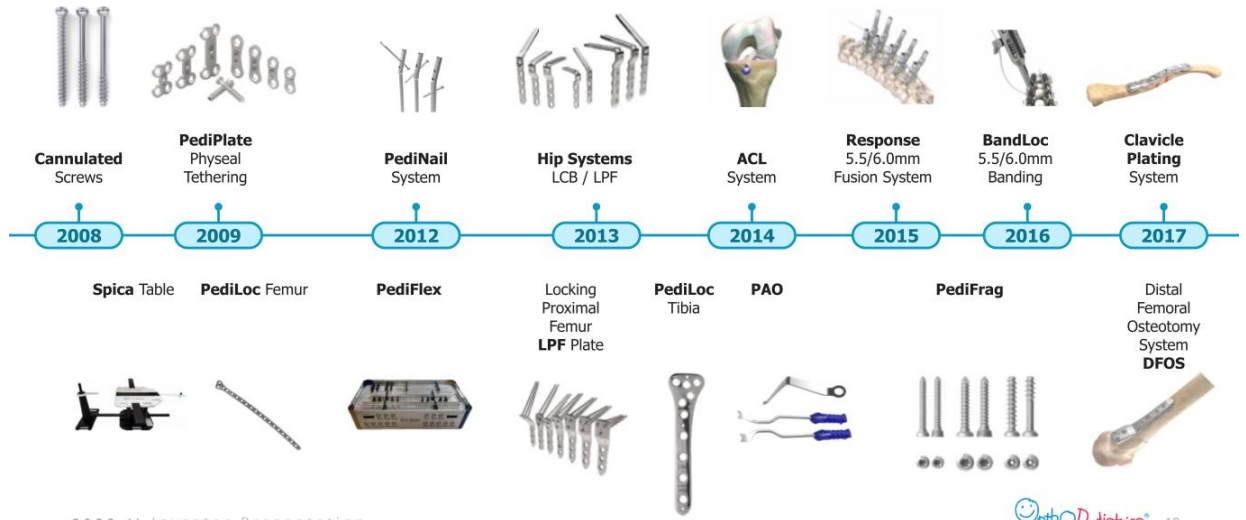 Cannulated
Screws
PediPlate
Physeal
Tethering
PediNail
System
Hip Systems
LCB / LPF
ACL
System
Response
5.5/6.0mm
Fusion System
BandLoc
5.5/6.0mm
Banding
Clavicle
Plating
System
2008
2009
2012
2013
2014
2015
2016
2017
Spica Table
PediLoc Femur
PediFlex
Locking
Proximal
Femur
LPF Plate
PediLoc
Tibia
PAO
PediFrag
Distal
Femoral
Osteotomy
System
DFOS